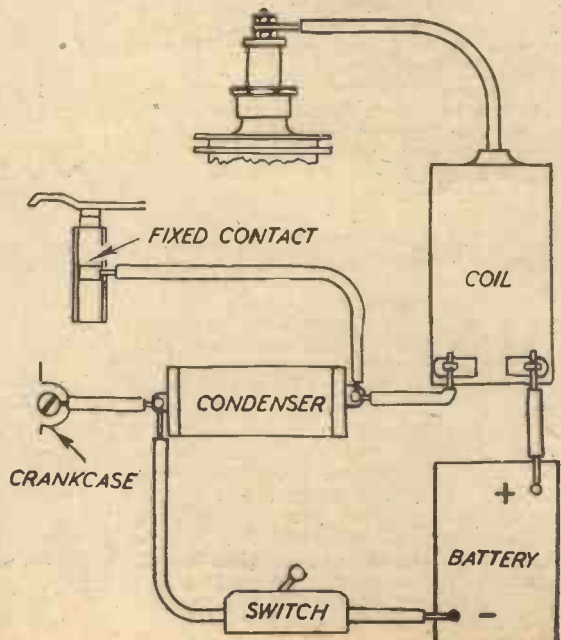 FIXED CONTACT
COIL
CONDENSER
CRANKCASE
+
BATTERY
SWITCH
-